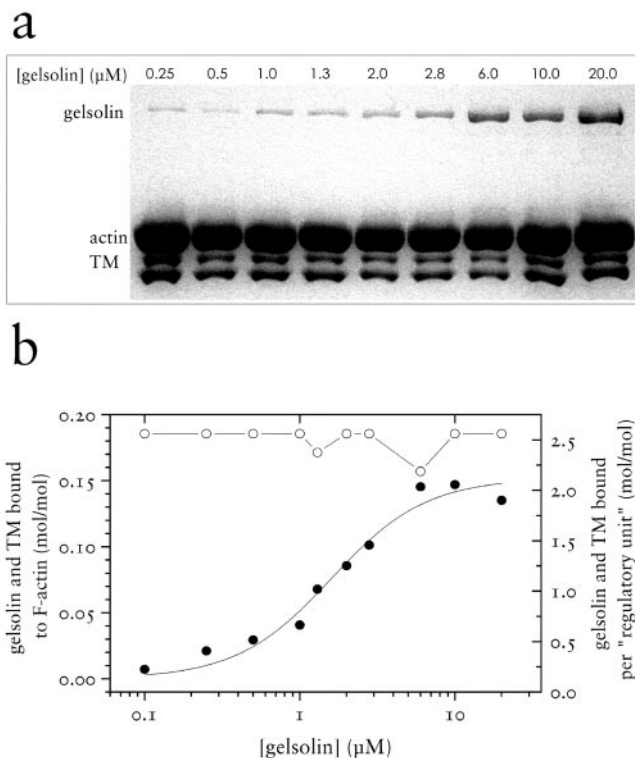 a
[gelsolin] (µM) 0.25 0.5 1.0 1.3 2.0 2.8 6.0 10.0 20.0
gelsolin
actin
TM
b
gelsolin and TM bound
to F-actin (mol/mol)
0.20
0.15
0.10
0.05
0.00
2.5
2.0
1.5
1.0
0.5
0.0
gelsolin and TM bound
per "regulatory unit" (mol/mol)
0.1 1 10
[gelsolin] (µM)